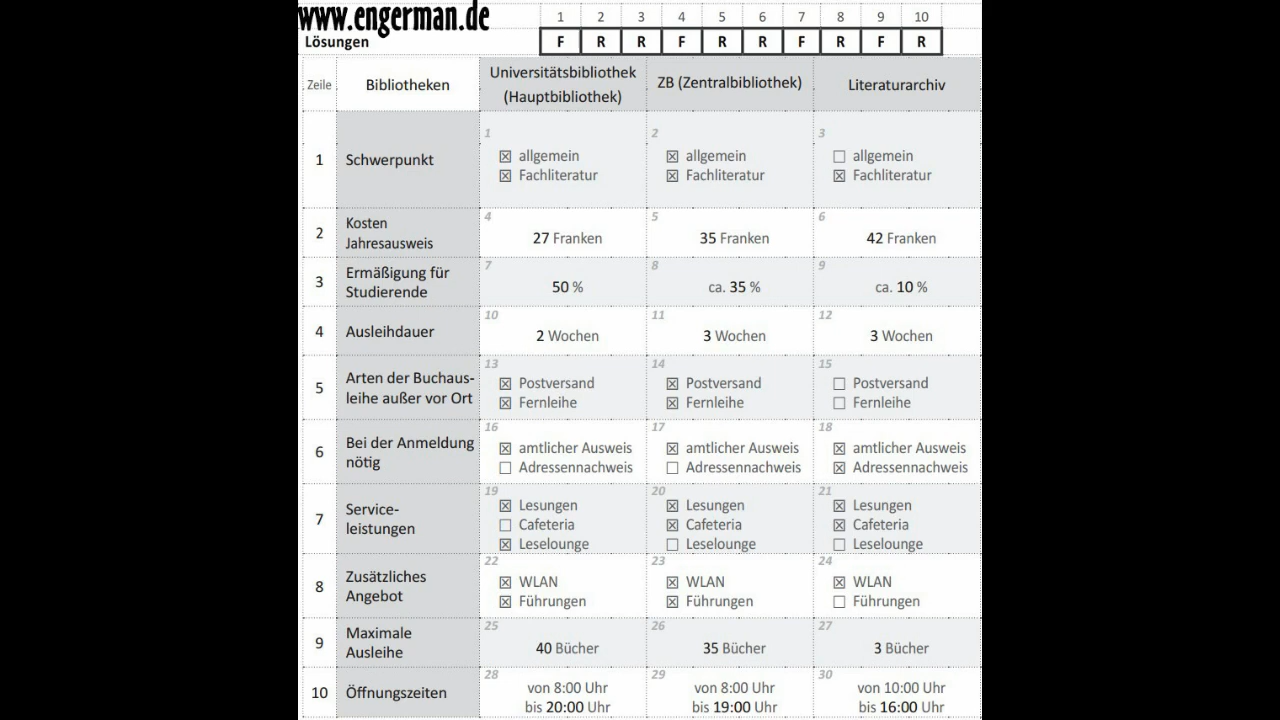 www.engerman.de
1 2 3 4 5 6 7 8 9 10
Lösungen F R R F R R F R F R
Zeile Bibliotheken Universitätsbibliothek (Hauptbibliothek) ZB (Zentralbibliothek) Literaturarchiv
1 2 3
1 Schwerpunkt ☒ allgemein ☒ allgemein ☐ allgemein
☒ Fachliteratur ☒ Fachliteratur ☒ Fachliteratur
4 5 6
2 Kosten
Jahresausweis 27 Franken 35 Franken 42 Franken
7 8 9
3 Ermäßigung für
Studierende 50 % ca. 35 % ca. 10 %
10 11 12
4 Ausleihdauer 2 Wochen 3 Wochen 3 Wochen
13 14 15
5 Arten der Buchaus- ☒ Postversand ☒ Postversand ☐ Postversand
leihe außer vor Ort ☒ Fernleihe ☒ Fernleihe ☐ Fernleihe
16 17 18
6 Bei der Anmeldung ☒ amtlicher Ausweis ☒ amtlicher Ausweis ☒ amtlicher Ausweis
nötig ☐ Adressennachweis ☐ Adressennachweis ☒ Adressennachweis
19 20 21
7 Service- ☒ Lesungen ☒ Lesungen ☒ Lesungen
leistungen ☐ Cafeteria ☒ Cafeteria ☒ Cafeteria
☒ Leselounge ☐ Leselounge ☐ Leselounge
22 23 24
8 Zusätzliches ☒ WLAN ☒ WLAN ☒ WLAN
Angebot ☒ Führungen ☒ Führungen ☐ Führungen
25 26 27
9 Maximale
Ausleihe 40 Bücher 35 Bücher 3 Bücher
28 29 30
10 Öffnungszeiten von 8:00 Uhr von 8:00 Uhr von 10:00 Uhr
bis 20:00 Uhr bis 19:00 Uhr bis 16:00 Uhr